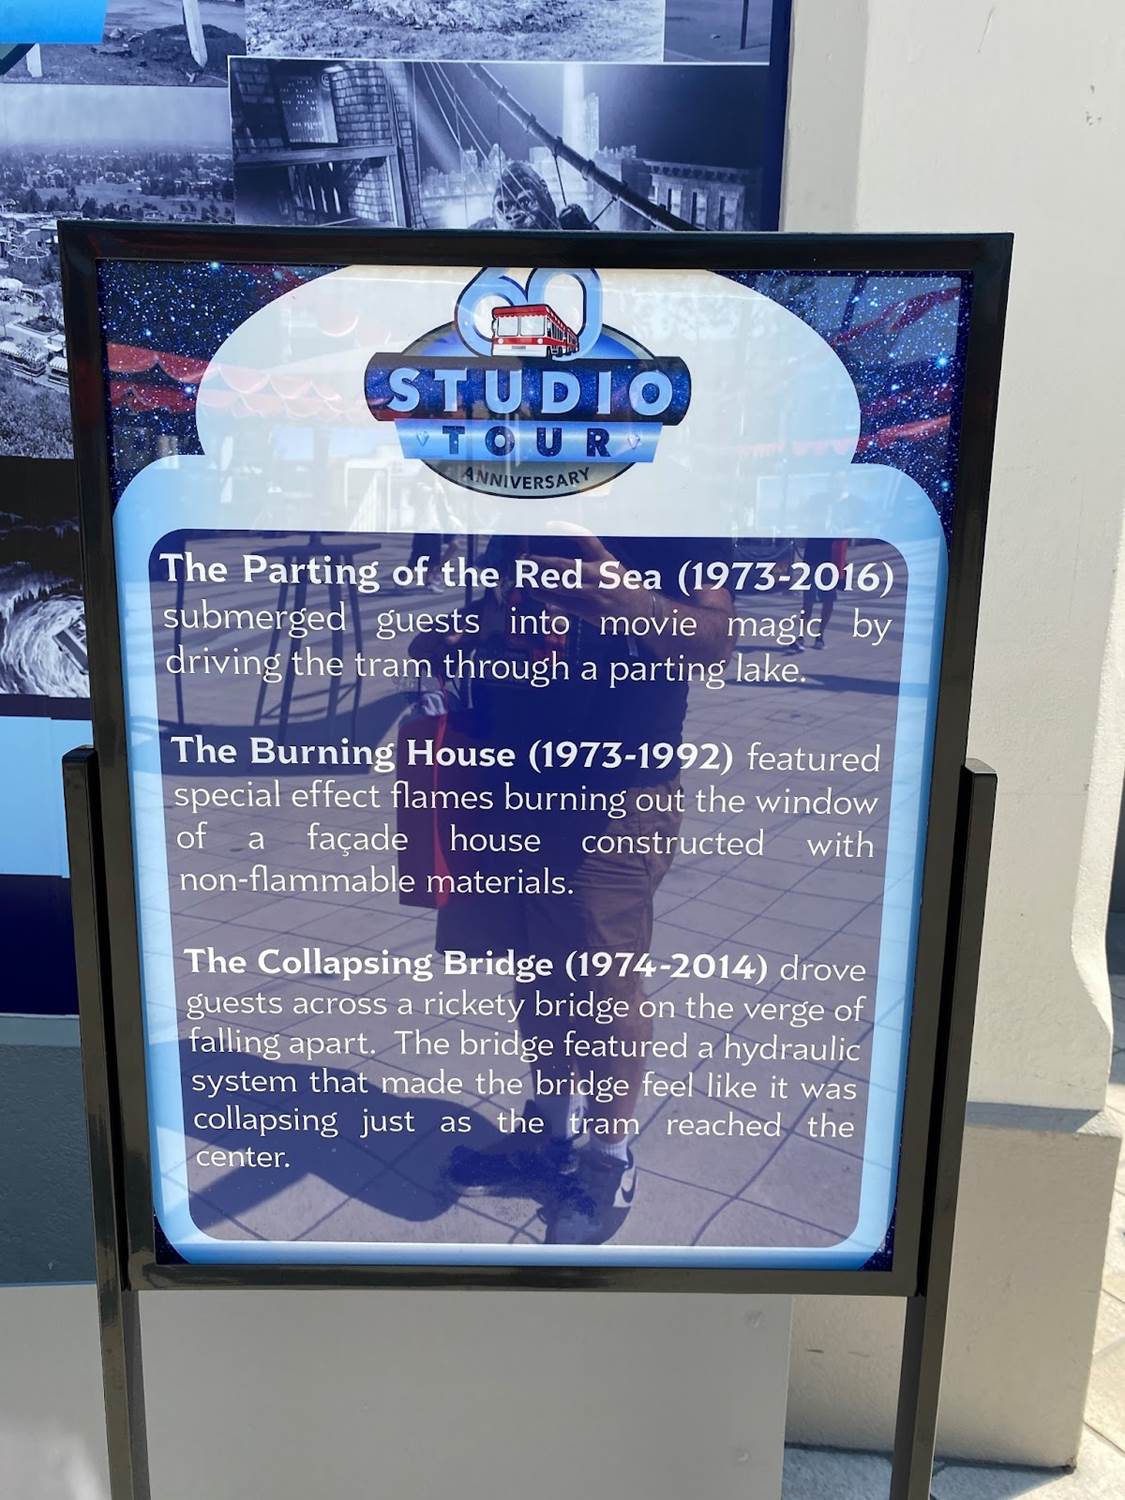 60
STUDIO
TOUR
ANNIVERSARY
The Parting of the Red Sea (1973-2016)
submerged guests into movie magic by
driving the tram through a parting lake.
The Burning House (1973-1992) featured
special effect flames burning out the window
of a façade house constructed with
non-flammable materials.
The Collapsing Bridge (1974-2014) drove
guests across a rickety bridge on the verge of
falling apart. The bridge featured a hydraulic
system that made the bridge feel like it was
collapsing just as the tram reached the
center.